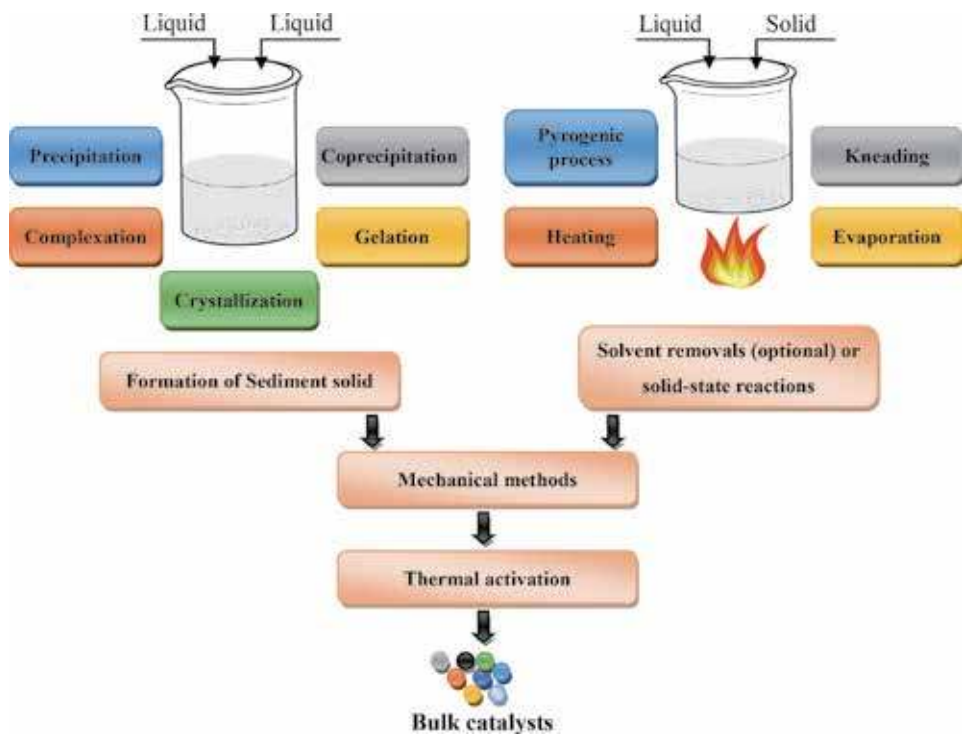 Liquid
Liquid
Liquid
Solid
Precipitation
Coprecipitation
Pyrogenic
process
Kneading
Complexation
Gelation
Heating
Evaporation
Crystallization
Formation of Sediment solid
Solvent removals (optional) or
solid-state reactions
Mechanical methods
Thermal activation
Bulk catalysts